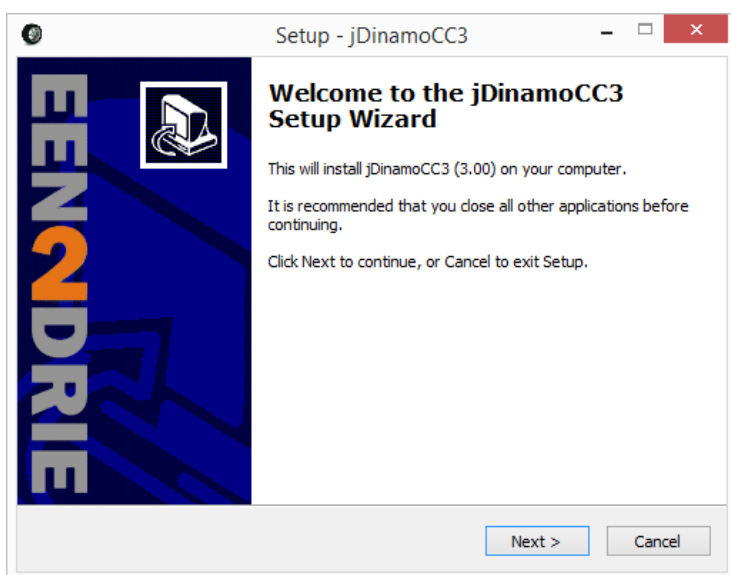 Setup - jDinamoCC3
EEN2DRIE
Welcome to the jDinamoCC3
Setup Wizard
This will install jDinamoCC3 (3.00) on your computer.
It is recommended that you close all other applications before
continuing.
Click Next to continue, or Cancel to exit Setup.
Next >
Cancel